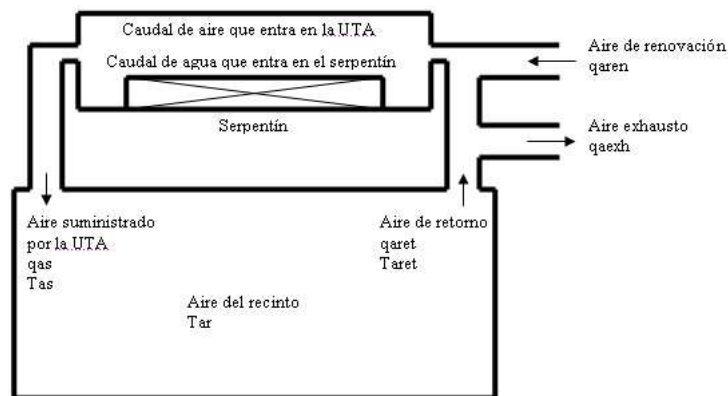 Caudal de aire que entra en la UTA
Caudal de agua que entra en el serpentín
Serpentín
Aire de renovación
qaren
Aire exhausto
qaexh
Aire suministrado
por la UTA
qas
Tas
Aire de retorno
qaret
Taret
Aire del recinto
Tar